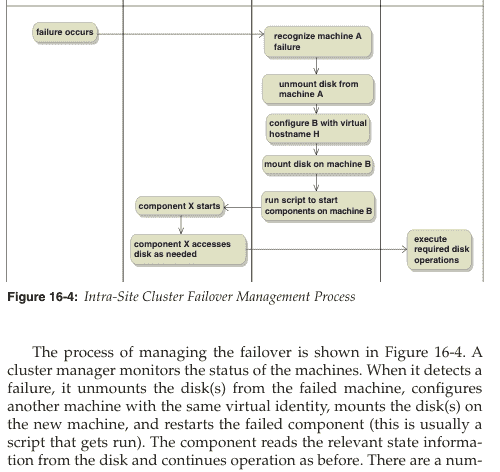 failure occurs
recognize machine A
failure
unmount disk from
machine A
configure B with virtual
hostname H
mount disk on machine B
run script to start
components on machine B
component X starts
component X accesses
disk as needed
execute
required disk
operations
Figure 16-4: Intra-Site Cluster Failover Management Process
The process of managing the failover is shown in Figure 16-4. A
cluster manager monitors the status of the machines. When it detects a
failure, it unmounts the disk(s) from the failed machine, configures
another machine with the same virtual identity, mounts the disk(s) on
the new machine, and restarts the failed component (this is usually a
script that gets run). The component reads the relevant state informa-
tion from the disk and continues operation as before. There are a num-